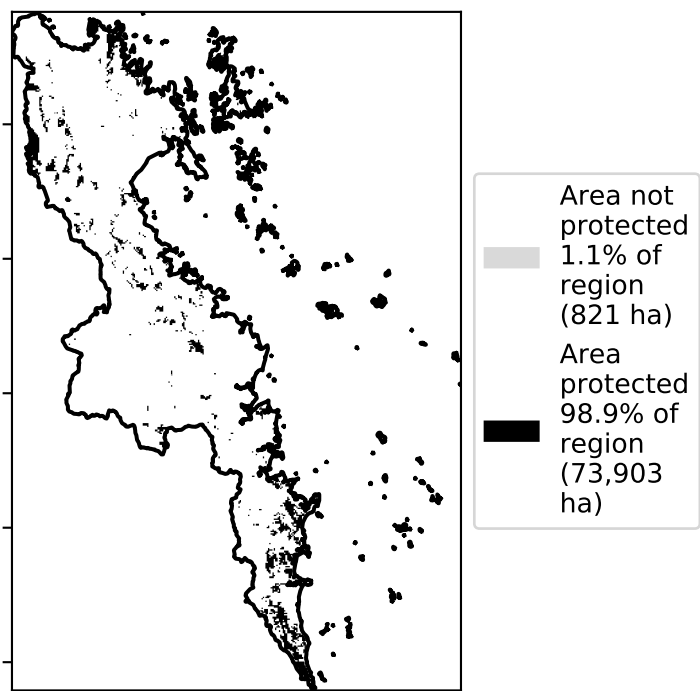 Area not
protected
1.1% of
region
(821 ha)
Area
protected
98.9% of
region
(73,903
ha)